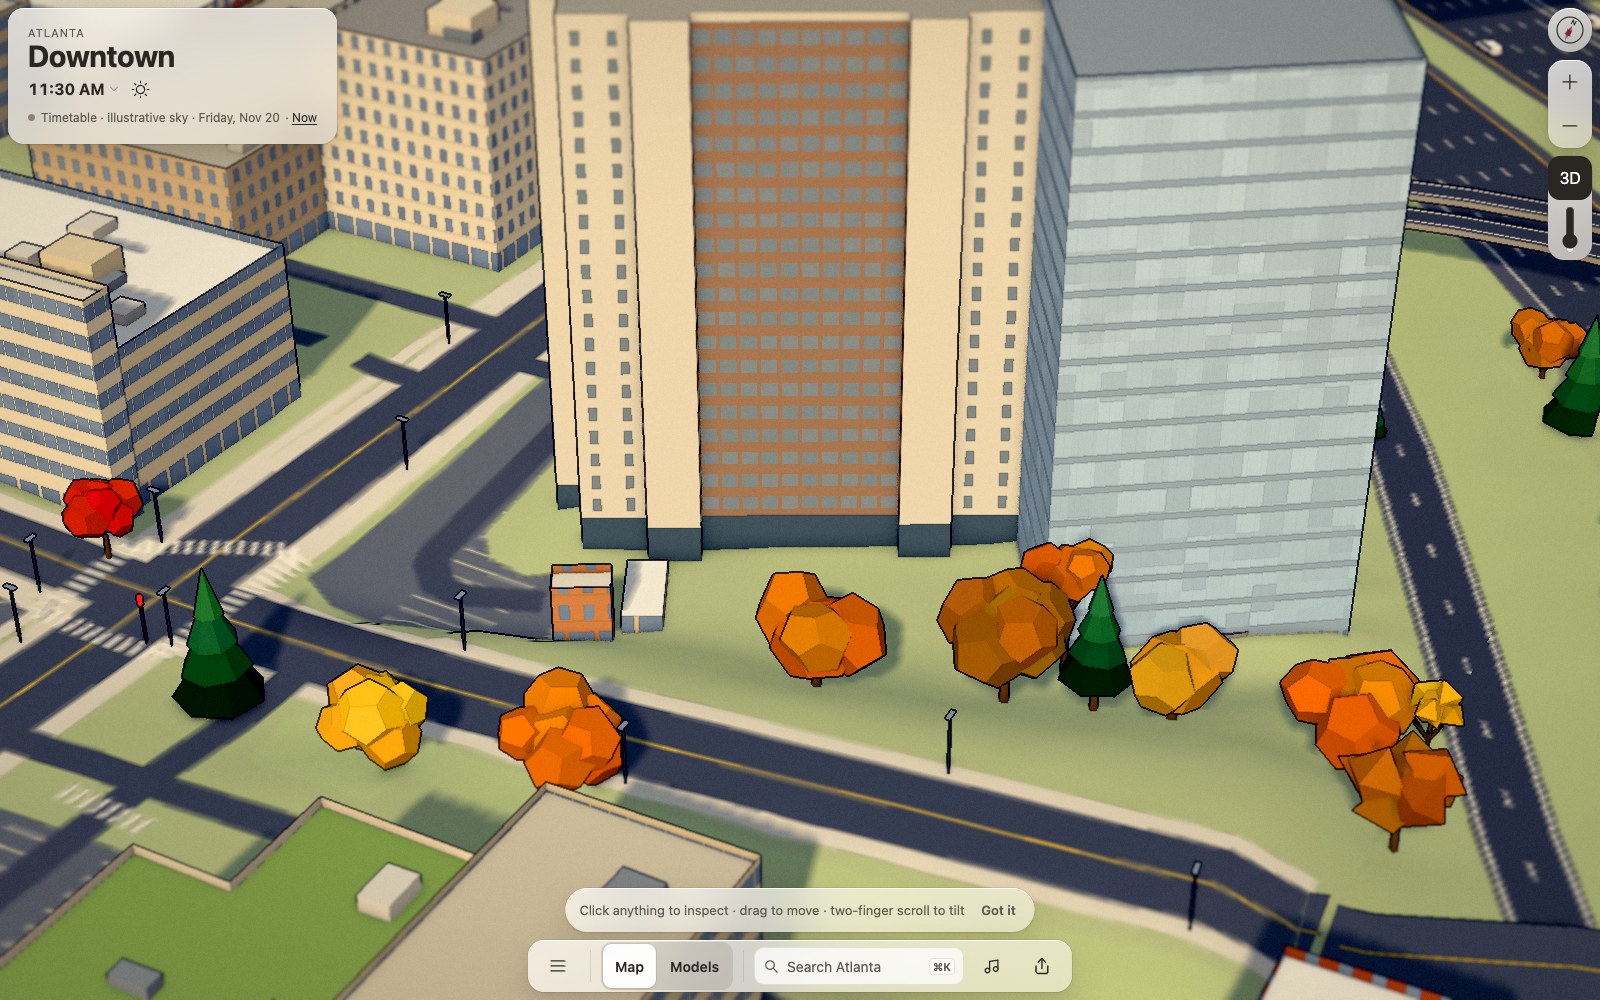 ATLANTA
Downtown
11:30 AM
Timetable · illustrative sky · Friday, Nov 20 · Now
N
+
−
3D
Click anything to inspect · drag to move · two-finger scroll to tilt Got it
Map Models Search Atlanta ⌘K